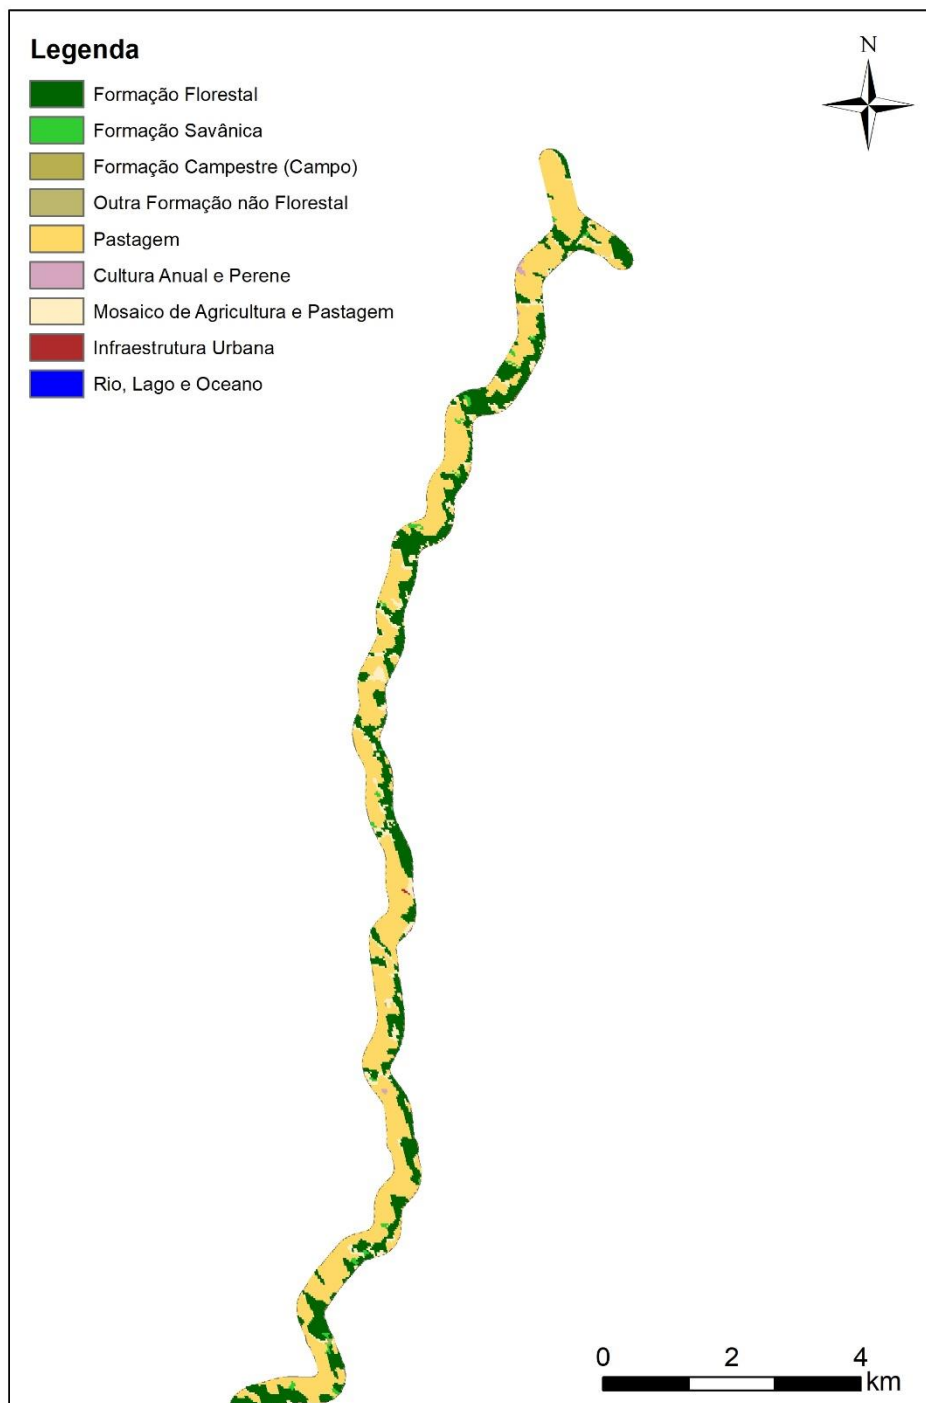 Legenda
N
Formação Florestal
Formação Savânica
Formação Campestre (Campo)
Outra Formação não Florestal
Pastagem
Cultura Anual e Perene
Mosaico de Agricultura e Pastagem
Infraestrutura Urbana
Rio, Lago e Oceano
0 2 4
km